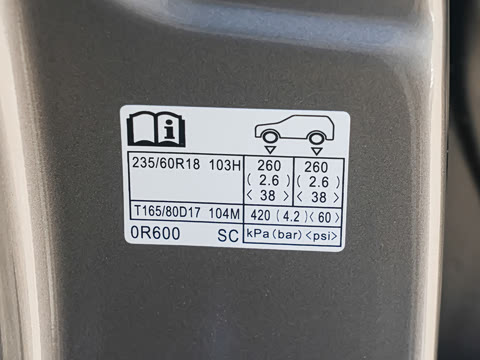 235/60R18 103H 260 260
( 2.6 ) ( 2.6 )
< 38 > < 38 >
T165/80D17 104M 420 (4.2)<60>
0R600 SC kPa(bar)<psi>